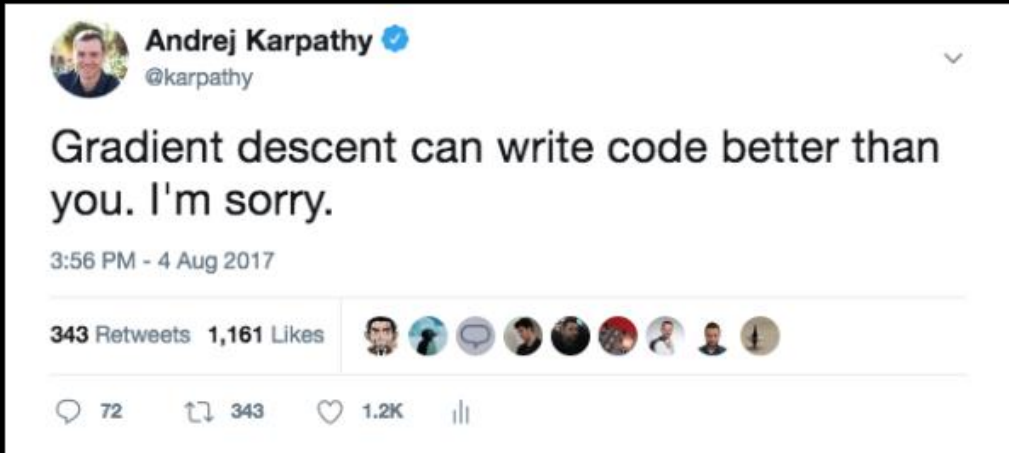 Andrej Karpathy
@karpathy
Gradient descent can write code better than
you. I'm sorry.
3:56 PM - 4 Aug 2017
343 Retweets 1,161 Likes
72 343 1.2K